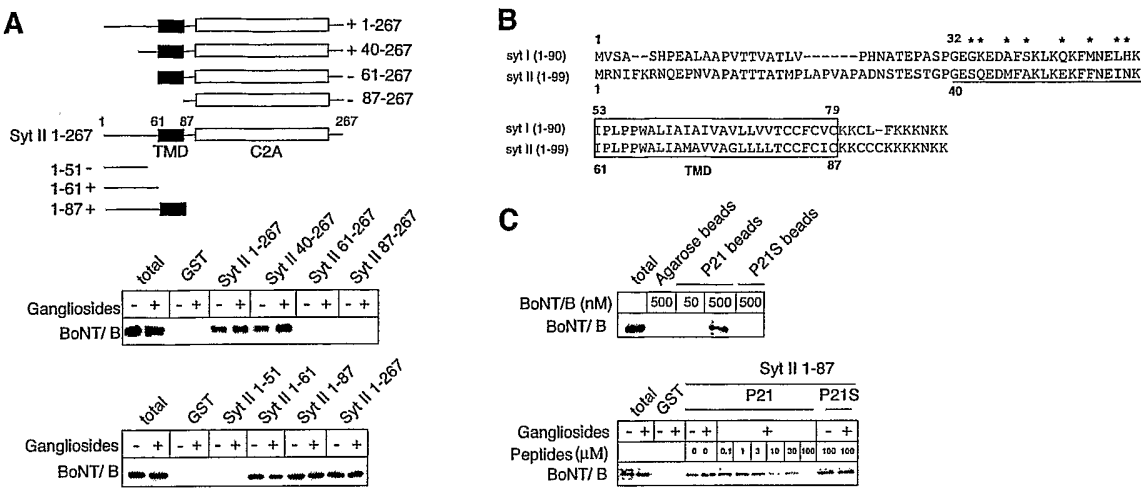 A
+ 1-267
+ 40-267
- 61-267
- 87-267
1 61 87 267
Syt II 1-267
TMD C2A
1-51 -
1-61 +
1-87 +
total GST Syt II 1-267 Syt II 40-267 Syt II 61-267 Syt II 87-267
Gangliosides - + - + - + - + - + - +
BoNT/ B
total GST Syt II 1-51 Syt II 1-61 Syt II 1-87 Syt II 1-267
Gangliosides - + - + - + - + - + - +
BoNT/ B
B
1 32 ** * * * * **
syt I (1-90) MVSA--SHPEALAAPVTTVATLV------PHNATEPASPGEGKEDAFSKLKQKFMNELHK
syt II (1-99) MRNIFKRNQEPNVAPATTTATMPLAPVAPADNSTESTGPGESQEDMFAKLKEKFFNEINK
1 40
53 79
syt I (1-90) IPLPPWALIAIAIVAVLLVVTCCFCVCKKCL-FKKKNKK
syt II (1-99) IPLPPWALIAMAVVAGLLLLTCCFCICKKCCCKKKKNKK
61 TMD 87
C
total Agarose beads P21 beads P21S beads
BoNT/B (nM) 500 50 500 500
BoNT/ B
Syt II 1-87
total GST P21 P21S
Gangliosides - + - + - + + - +
Peptides (μM) 0 0 0,1 1 3 10 30 100 100 100
BoNT/ B